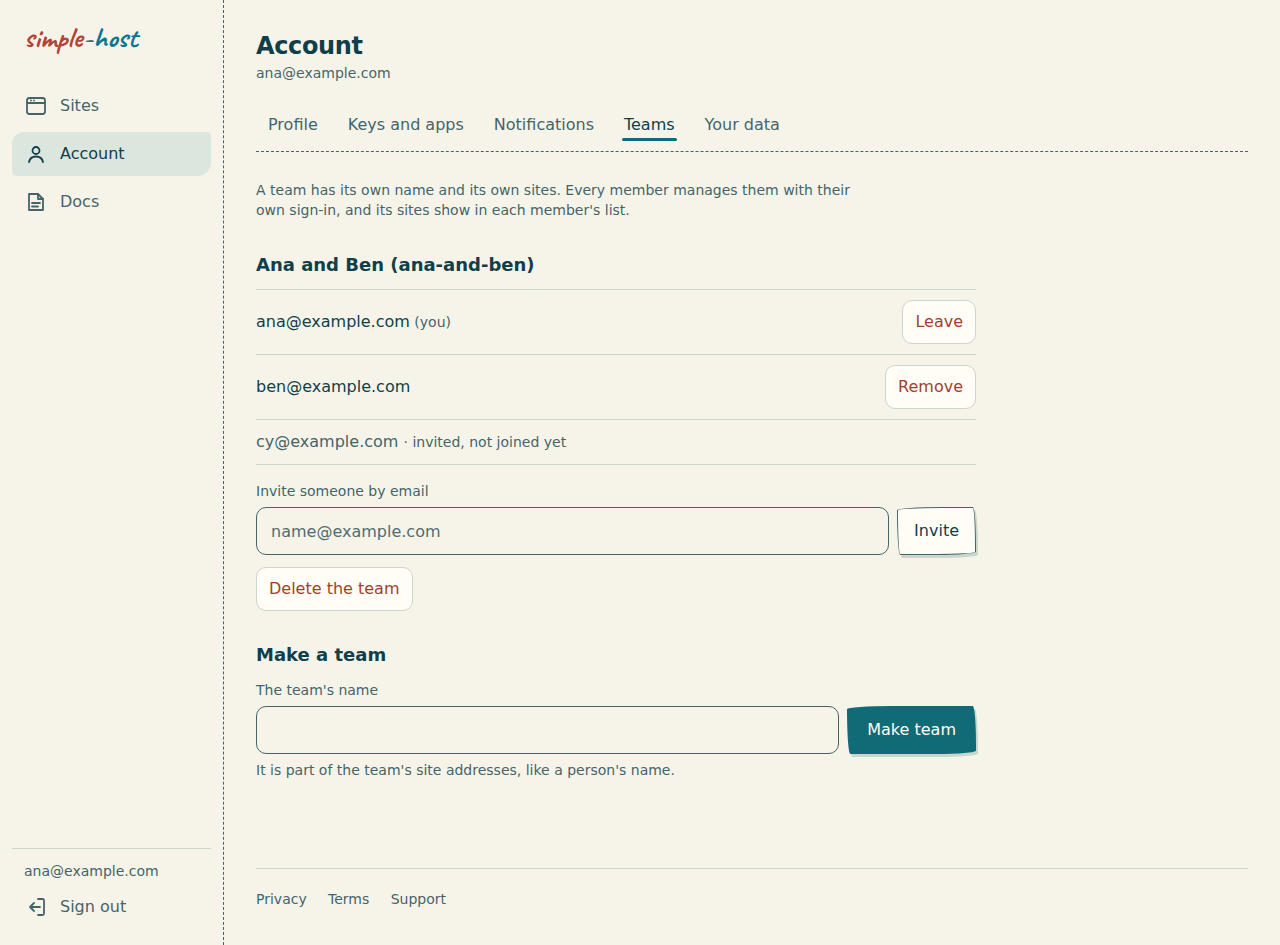 simple-host
Sites
Account
Docs
ana@example.com
Sign out
Account
ana@example.com
Profile Keys and apps Notifications Teams Your data
A team has its own name and its own sites. Every member manages them with their
own sign-in, and its sites show in each member's list.
Ana and Ben (ana-and-ben)
ana@example.com (you) Leave
ben@example.com Remove
cy@example.com · invited, not joined yet
Invite someone by email
name@example.com Invite
Delete the team
Make a team
The team's name
Make team
It is part of the team's site addresses, like a person's name.
Privacy Terms Support